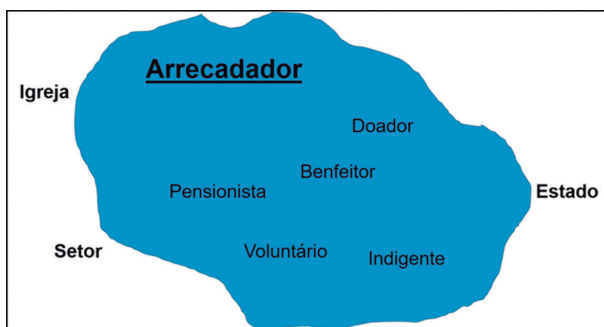 Arrecadador
Igreja
Doador
Benfeitor
Pensionista
Estado
Setor
Voluntário
Indigente